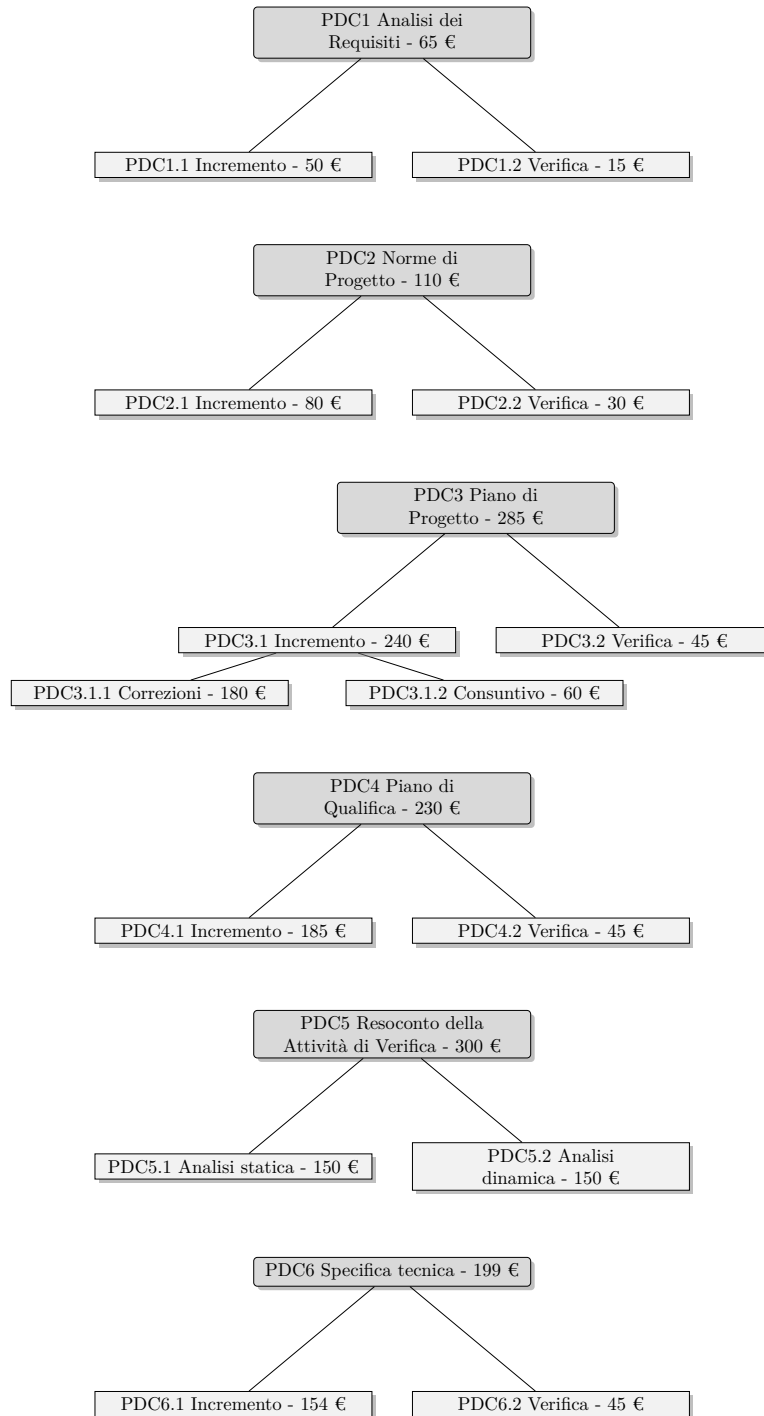 PDC1 Analisi dei
Requisiti - 65 €
PDC1.1 Incremento - 50 €
PDC1.2 Verifica - 15 €
PDC2 Norme di
Progetto - 110 €
PDC2.1 Incremento - 80 €
PDC2.2 Verifica - 30 €
PDC3 Piano di
Progetto - 285 €
PDC3.1 Incremento - 240 €
PDC3.2 Verifica - 45 €
PDC3.1.1 Correzioni - 180 €
PDC3.1.2 Consuntivo - 60 €
PDC4 Piano di
Qualifica - 230 €
PDC4.1 Incremento - 185 €
PDC4.2 Verifica - 45 €
PDC5 Resoconto della
Attività di Verifica - 300 €
PDC5.1 Analisi statica - 150 €
PDC5.2 Analisi
dinamica - 150 €
PDC6 Specifica tecnica - 199 €
PDC6.1 Incremento - 154 €
PDC6.2 Verifica - 45 €